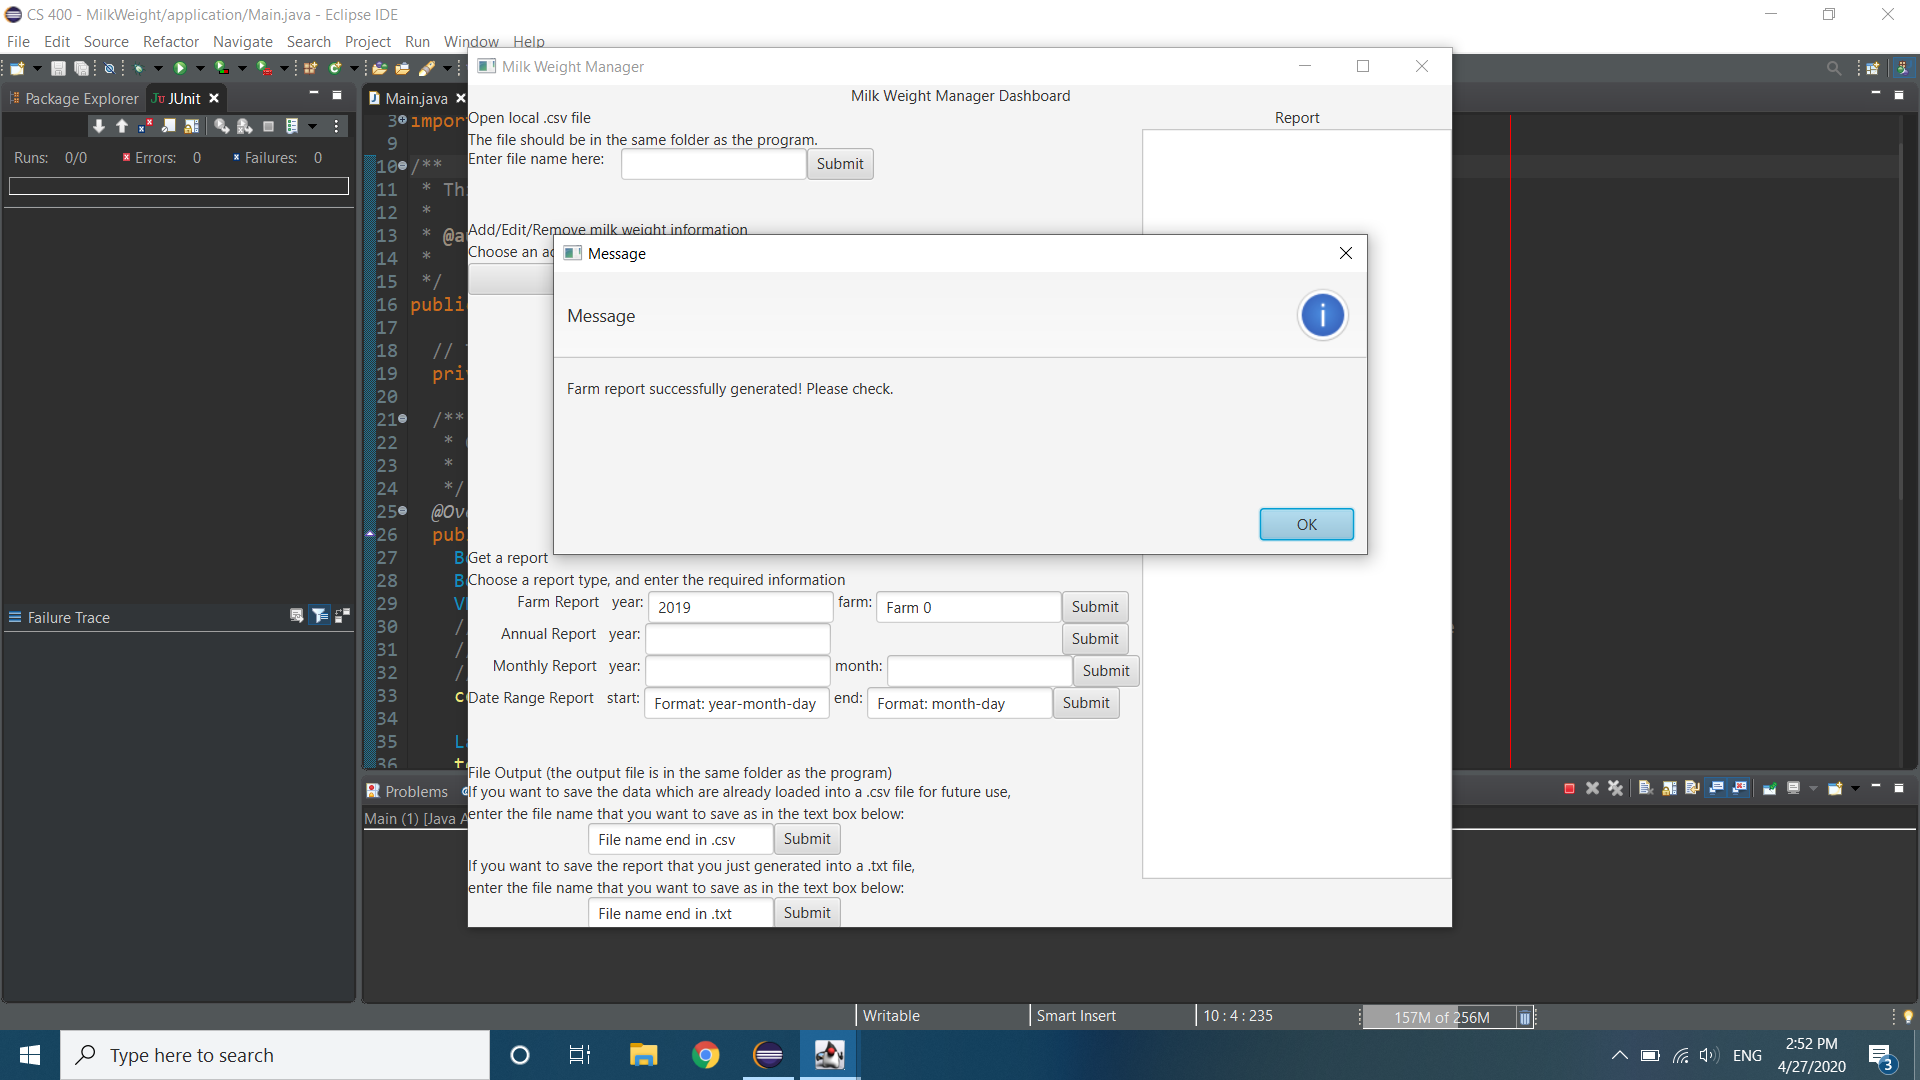 CS 400 - MilkWeight/application/Main.java - Eclipse IDE
File Edit Source Refactor Navigate Search Project Run Window Help
Package Explorer JUnit
Runs: 0/0 Errors: 0 Failures: 0
Failure Trace
Main.java
3 import
9
10 /**
11 * Th
12 *
13 * @a
14 *
15 */
16 publi
17
18 //
19 pri
20
21 /**
22 *
23 *
24 */
25 @Ov
26 pub
27 B
28 B
29 V
30 /
31 /
32 /
33 c
34
35 L
36 t
Problems
Main (1) [Java A
Milk Weight Manager
Milk Weight Manager Dashboard
Open local .csv file
The file should be in the same folder as the program.
Enter file name here: Submit
Report
Add/Edit/Remove milk weight information
Choose an ac
Message
Message
Farm report successfully generated! Please check.
OK
Get a report
Choose a report type, and enter the required information
Farm Report year: 2019 farm: Farm 0 Submit
Annual Report year: Submit
Monthly Report year: month: Submit
Date Range Report start: Format: year-month-day end: Format: month-day Submit
File Output (the output file is in the same folder as the program)
If you want to save the data which are already loaded into a .csv file for future use,
enter the file name that you want to save as in the text box below:
File name end in .csv Submit
If you want to save the report that you just generated into a .txt file,
enter the file name that you want to save as in the text box below:
File name end in .txt Submit
Writable Smart Insert 10 : 4 : 235 157M of 256M
Type here to search
ENG
2:52 PM
4/27/2020
3